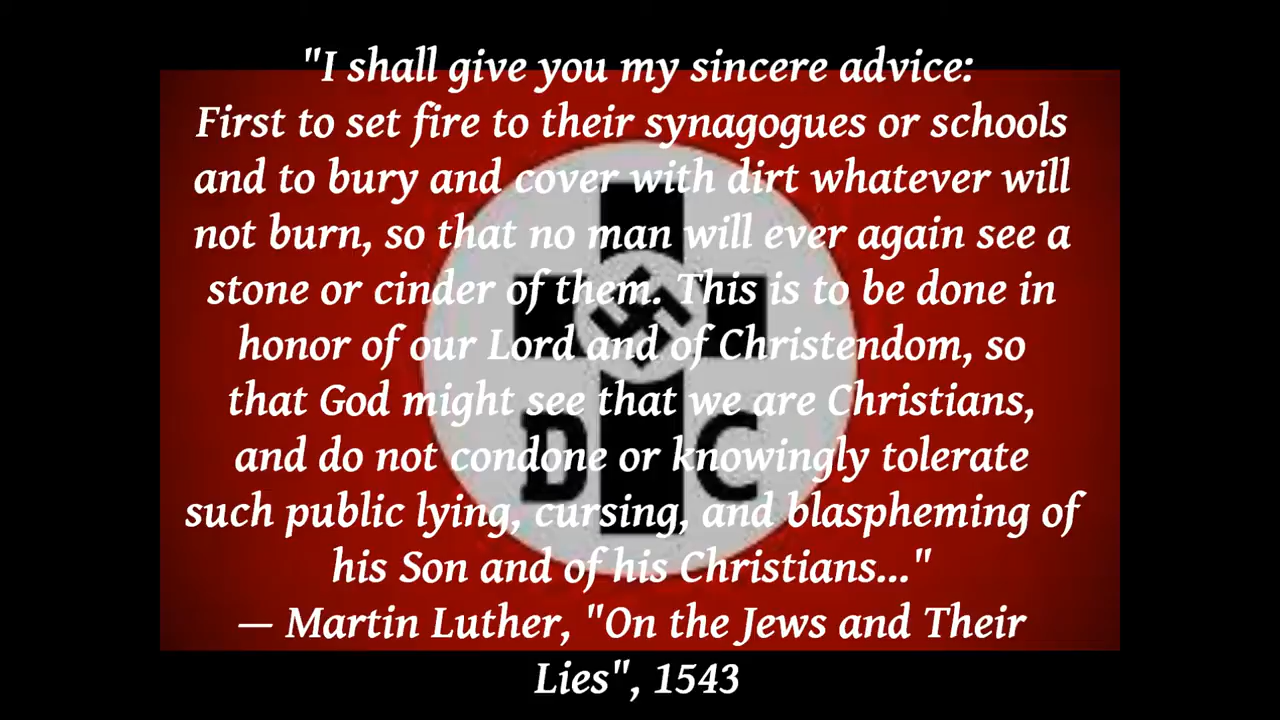 "I shall give you my sincere advice:
First to set fire to their synagogues or schools
and to bury and cover with dirt whatever will
not burn, so that no man will ever again see a
stone or cinder of them. This is to be done in
honor of our Lord and of Christendom, so
that God might see that we are Christians,
and do not condone or knowingly tolerate
such public lying, cursing, and blaspheming of
his Son and of his Christians..."
— Martin Luther, "On the Jews and Their
Lies", 1543
D C